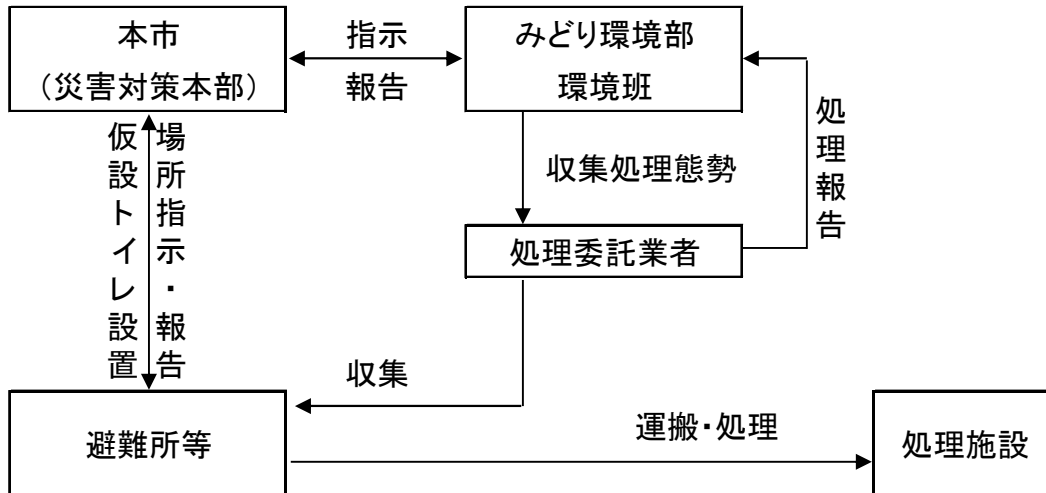 本市
（災害対策本部）
指示
報告
みどり環境部
環境班
処理報告
収集処理態勢
処理委託業者
仮設トイレ設置
場所指示・報告
収集
避難所等
運搬・処理
処理施設